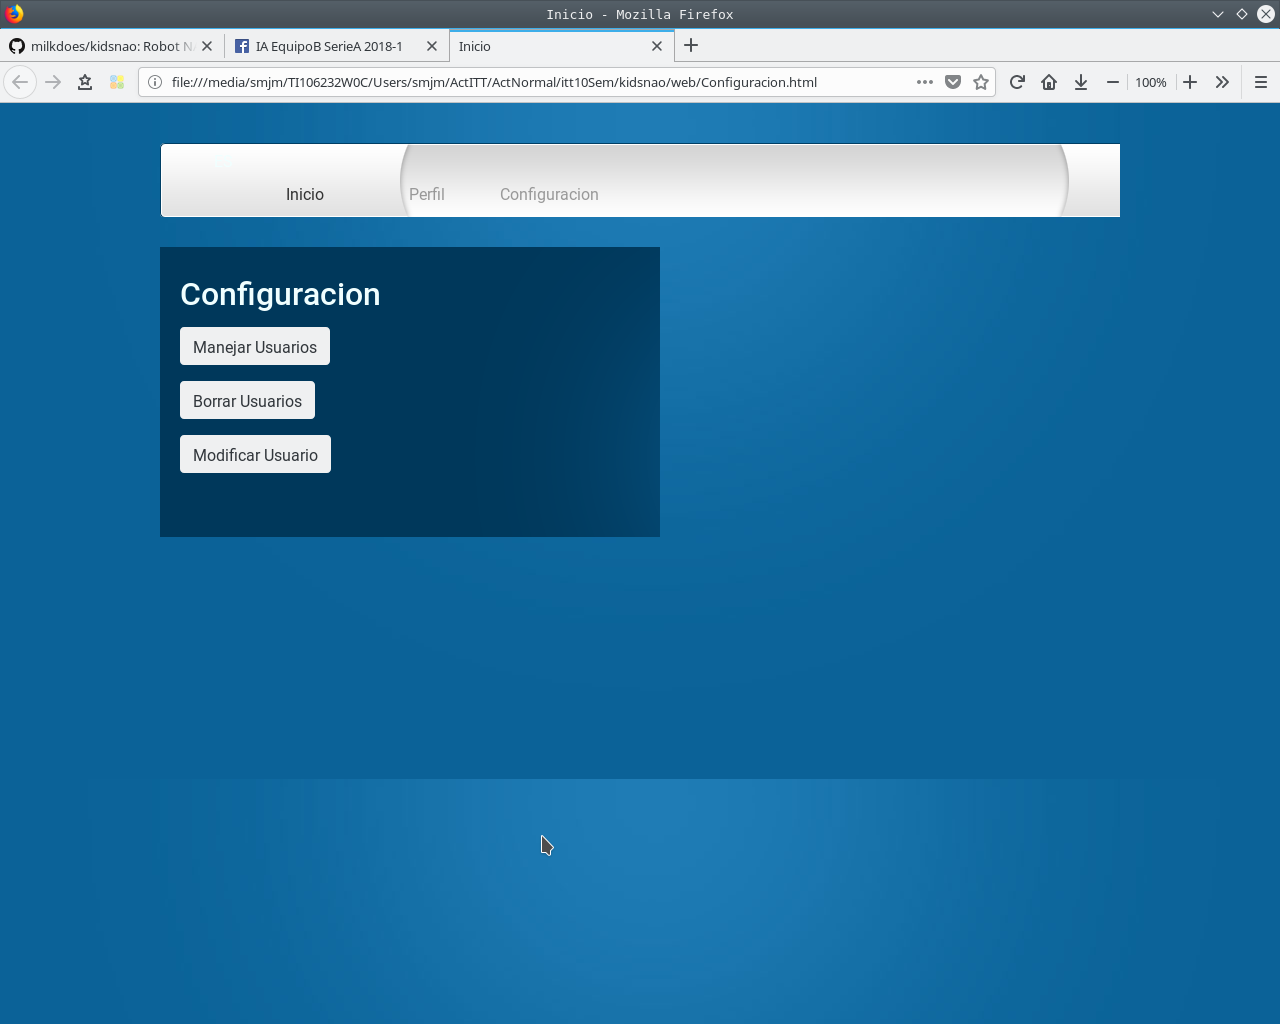 Inicio - Mozilla Firefox
milkdoes/kidsnao: Robot N
IA EquipoB SerieA 2018-1
Inicio
file:///media/smjm/TI106232W0C/Users/smjm/ActITT/ActNormal/itt10Sem/kidsnao/web/Configuracion.html
100%
Inicio Perfil Configuracion
Configuracion
Manejar Usuarios
Borrar Usuarios
Modificar Usuario